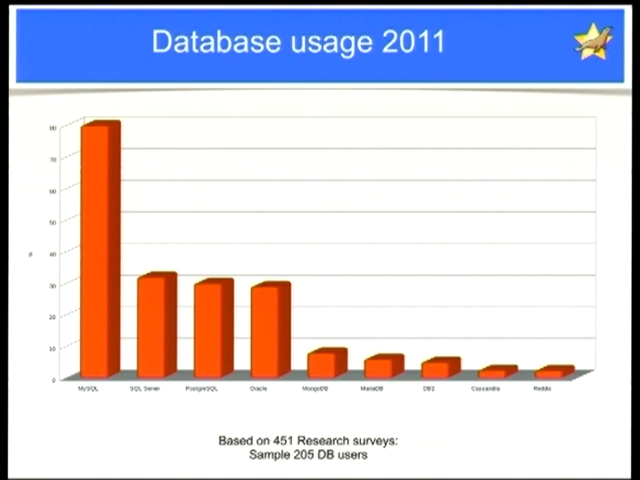 Database usage 2011
80
70
60
50
%
40
30
20
10
0
MySQL SQL Server PostgreSQL Oracle MongoDB MariaDB DB2 Cassandra Reddis
Based on 451 Research surveys:
Sample 205 DB users